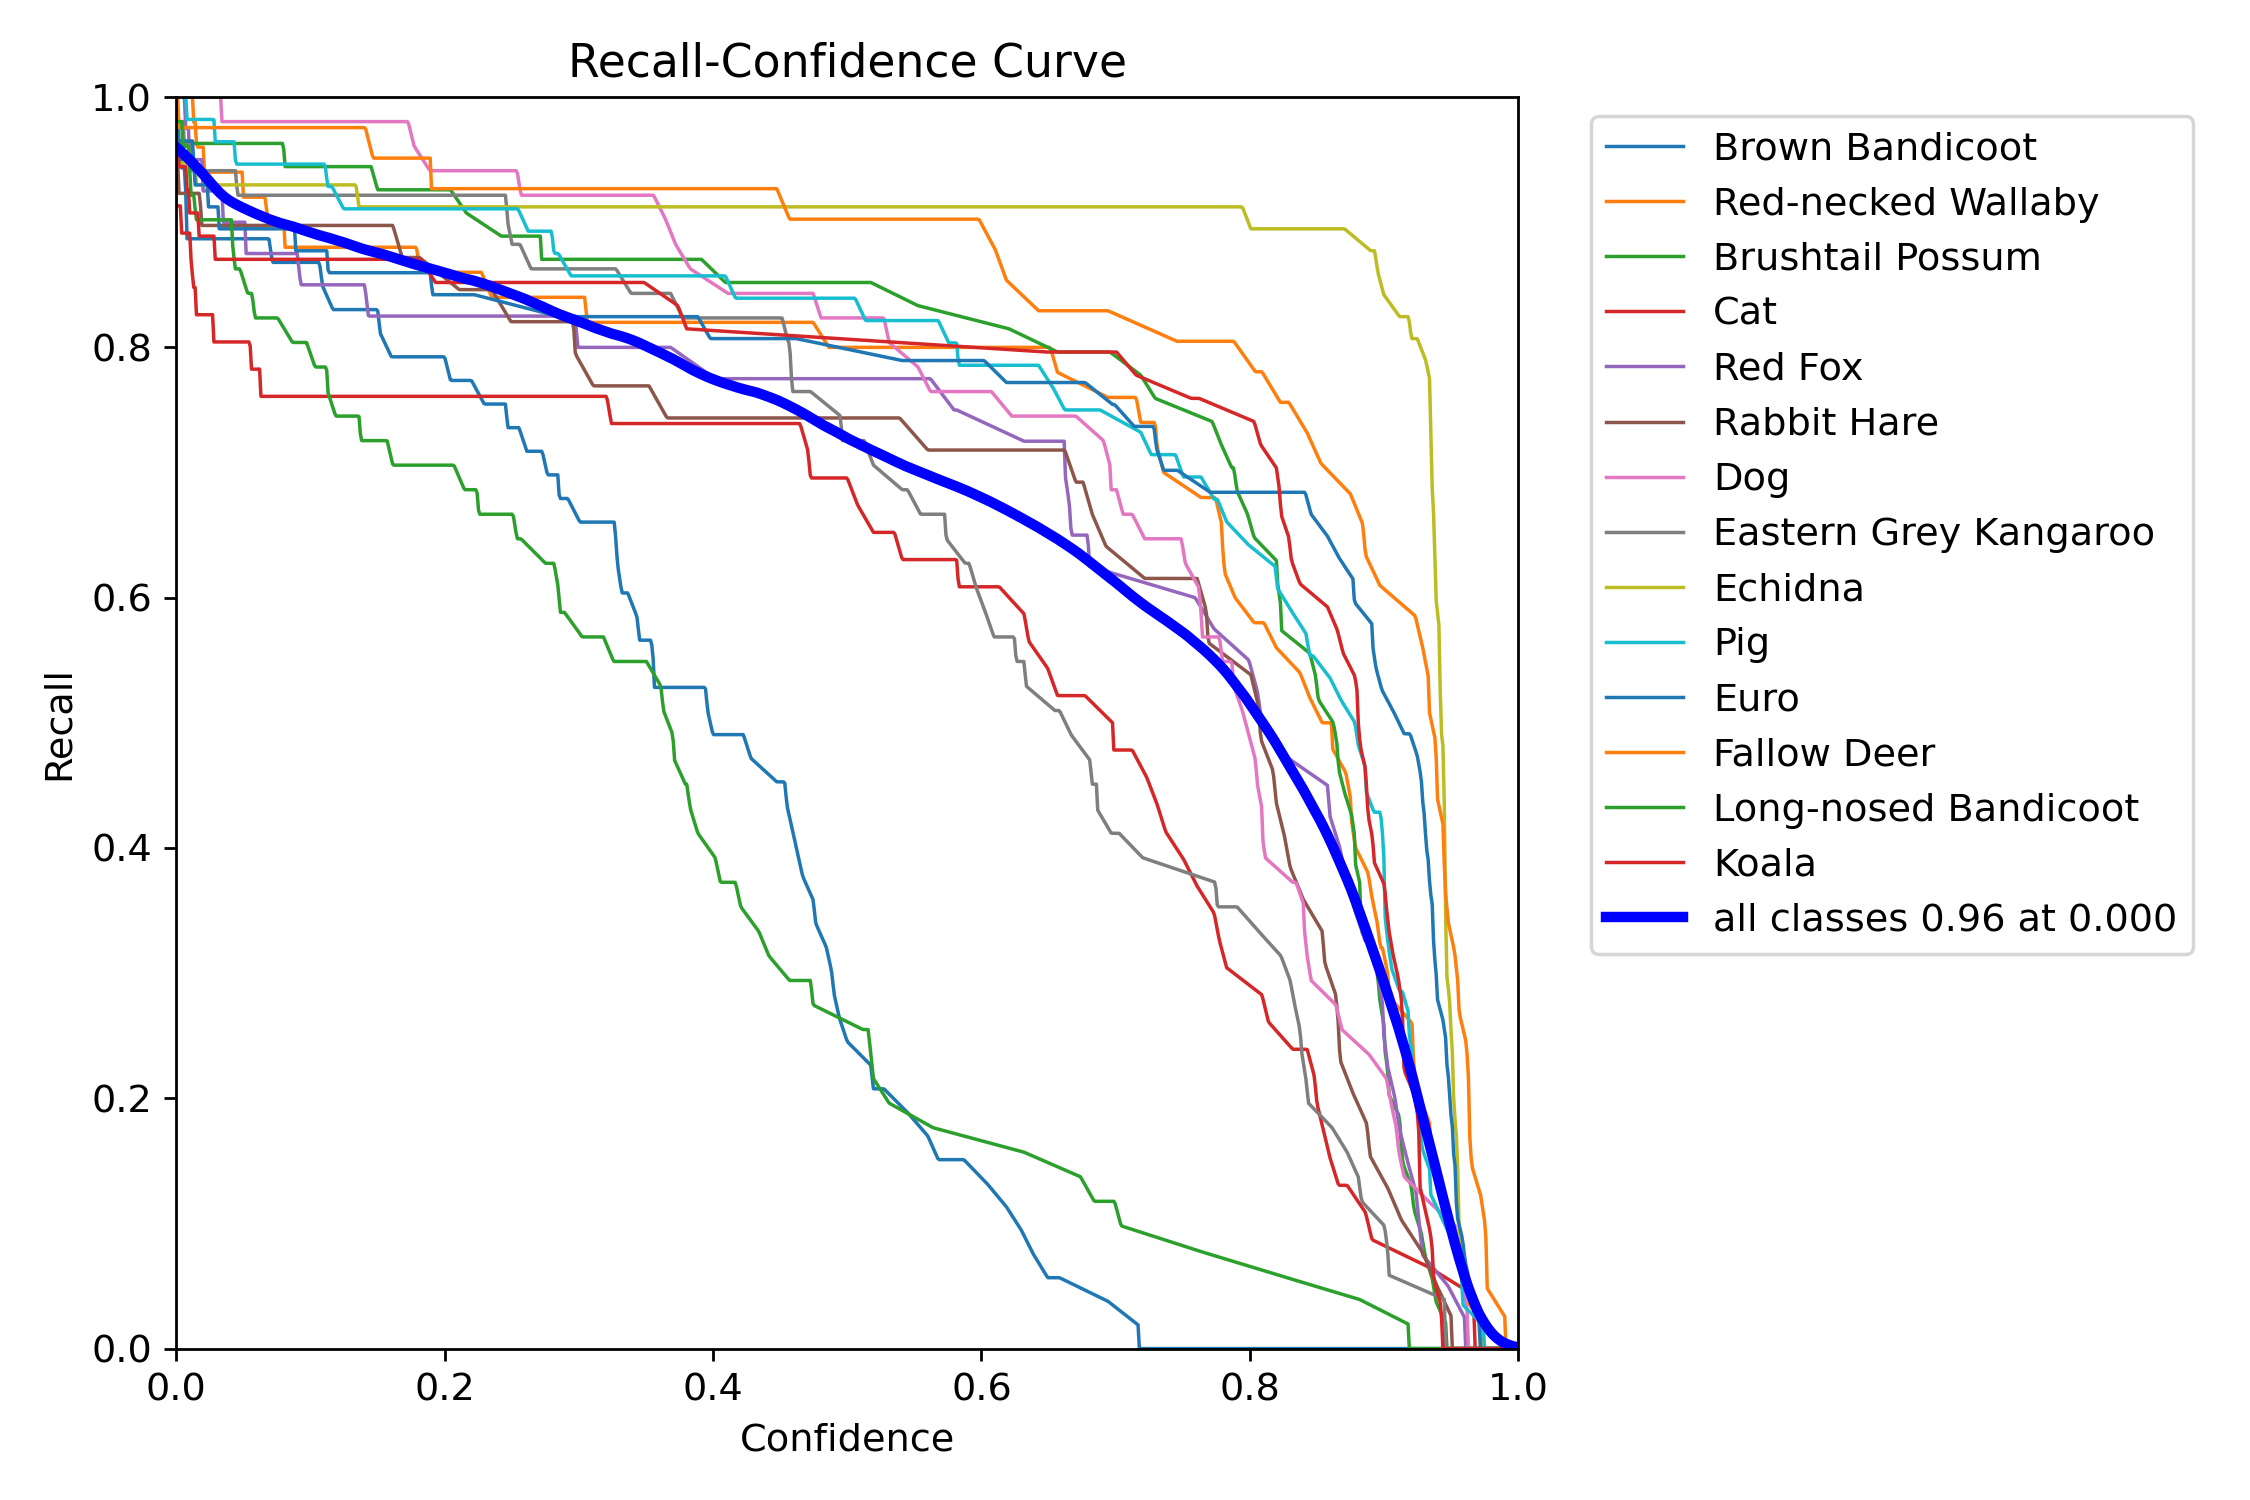 Recall-Confidence Curve
1.0
0.8
0.6
0.4
0.2
0.0
Recall
0.0 0.2 0.4 0.6 0.8 1.0
Confidence
Brown Bandicoot
Red-necked Wallaby
Brushtail Possum
Cat
Red Fox
Rabbit Hare
Dog
Eastern Grey Kangaroo
Echidna
Pig
Euro
Fallow Deer
Long-nosed Bandicoot
Koala
all classes 0.96 at 0.000